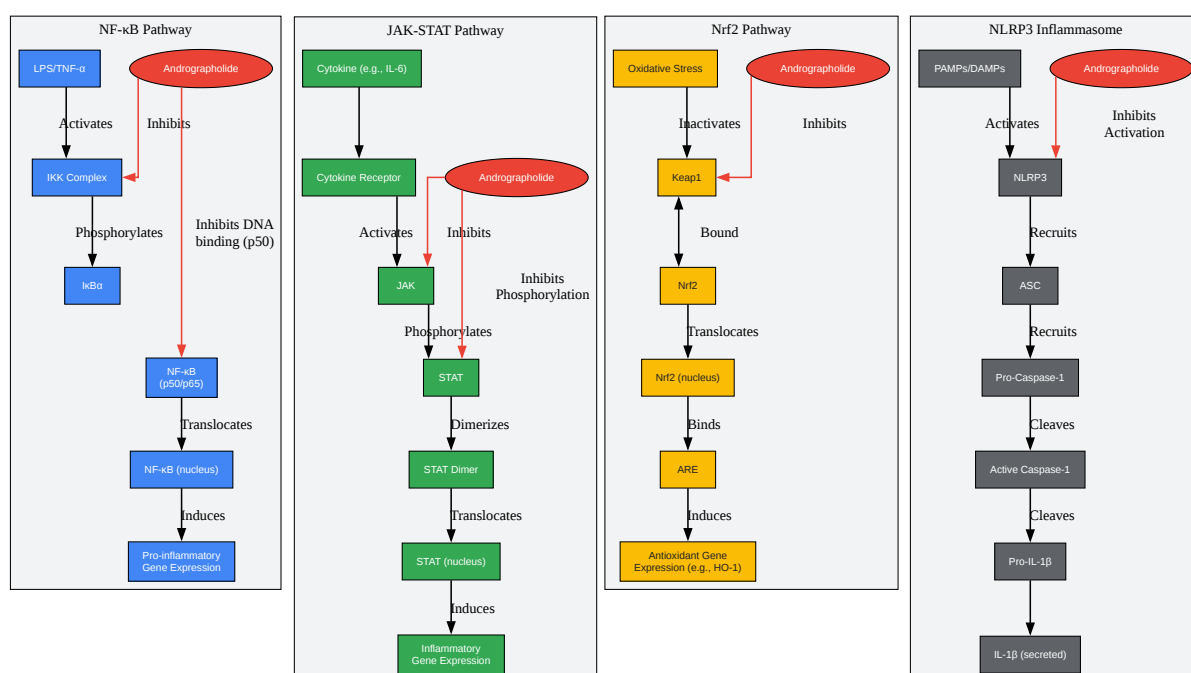 NF-κB Pathway
LPS/TNF-α
Andrographolide
Activates
Inhibits
IKK Complex
Phosphorylates
Inhibits DNA
binding (p50)
IκBα
NF-κB
(p50/p65)
Translocates
NF-κB (nucleus)
Induces
Pro-inflammatory
Gene Expression
JAK-STAT Pathway
Cytokine (e.g., IL-6)
Cytokine Receptor
Andrographolide
Activates
Inhibits
JAK
Inhibits
Phosphorylation
Phosphorylates
STAT
Dimerizes
STAT Dimer
Translocates
STAT (nucleus)
Induces
Inflammatory
Gene Expression
Nrf2 Pathway
Oxidative Stress
Andrographolide
Inactivates
Inhibits
Keap1
Bound
Nrf2
Translocates
Nrf2 (nucleus)
Binds
ARE
Induces
Antioxidant Gene
Expression (e.g., HO-1)
NLRP3 Inflammasome
PAMPs/DAMPs
Andrographolide
Activates
Inhibits
Activation
NLRP3
Recruits
ASC
Recruits
Pro-Caspase-1
Cleaves
Active Caspase-1
Cleaves
Pro-IL-1β
IL-1β (secreted)